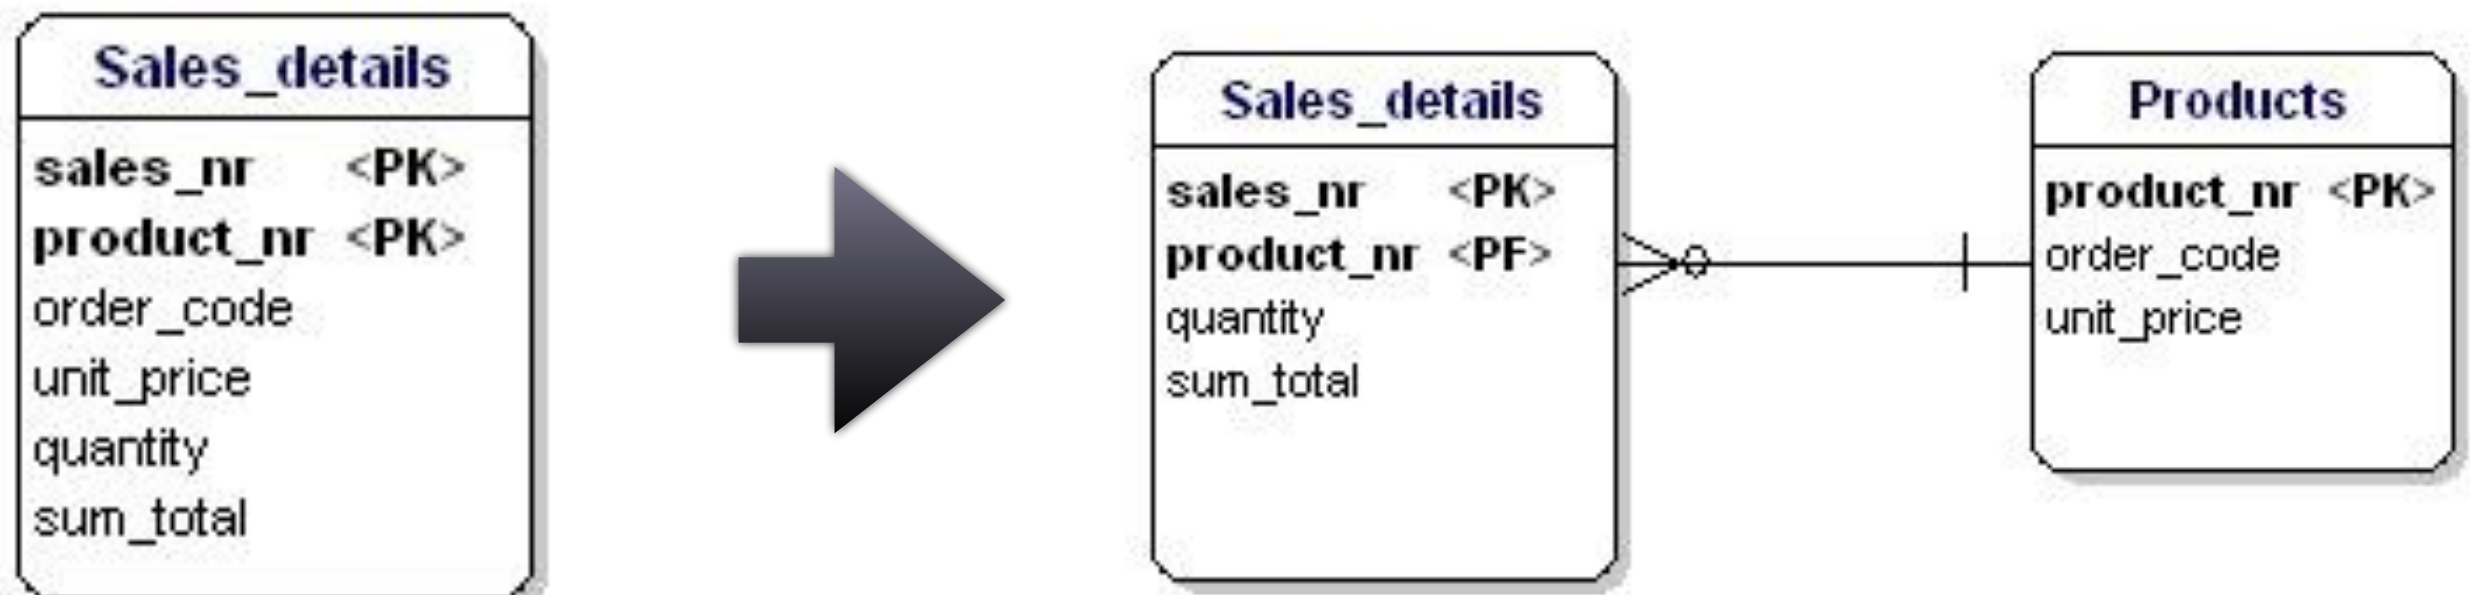 Sales_details
sales_nr <PK>
product_nr <PK>
order_code
unit_price
quantity
sum_total
Sales_details
sales_nr <PK>
product_nr <PF>
quantity
sum_total
Products
product_nr <PK>
order_code
unit_price